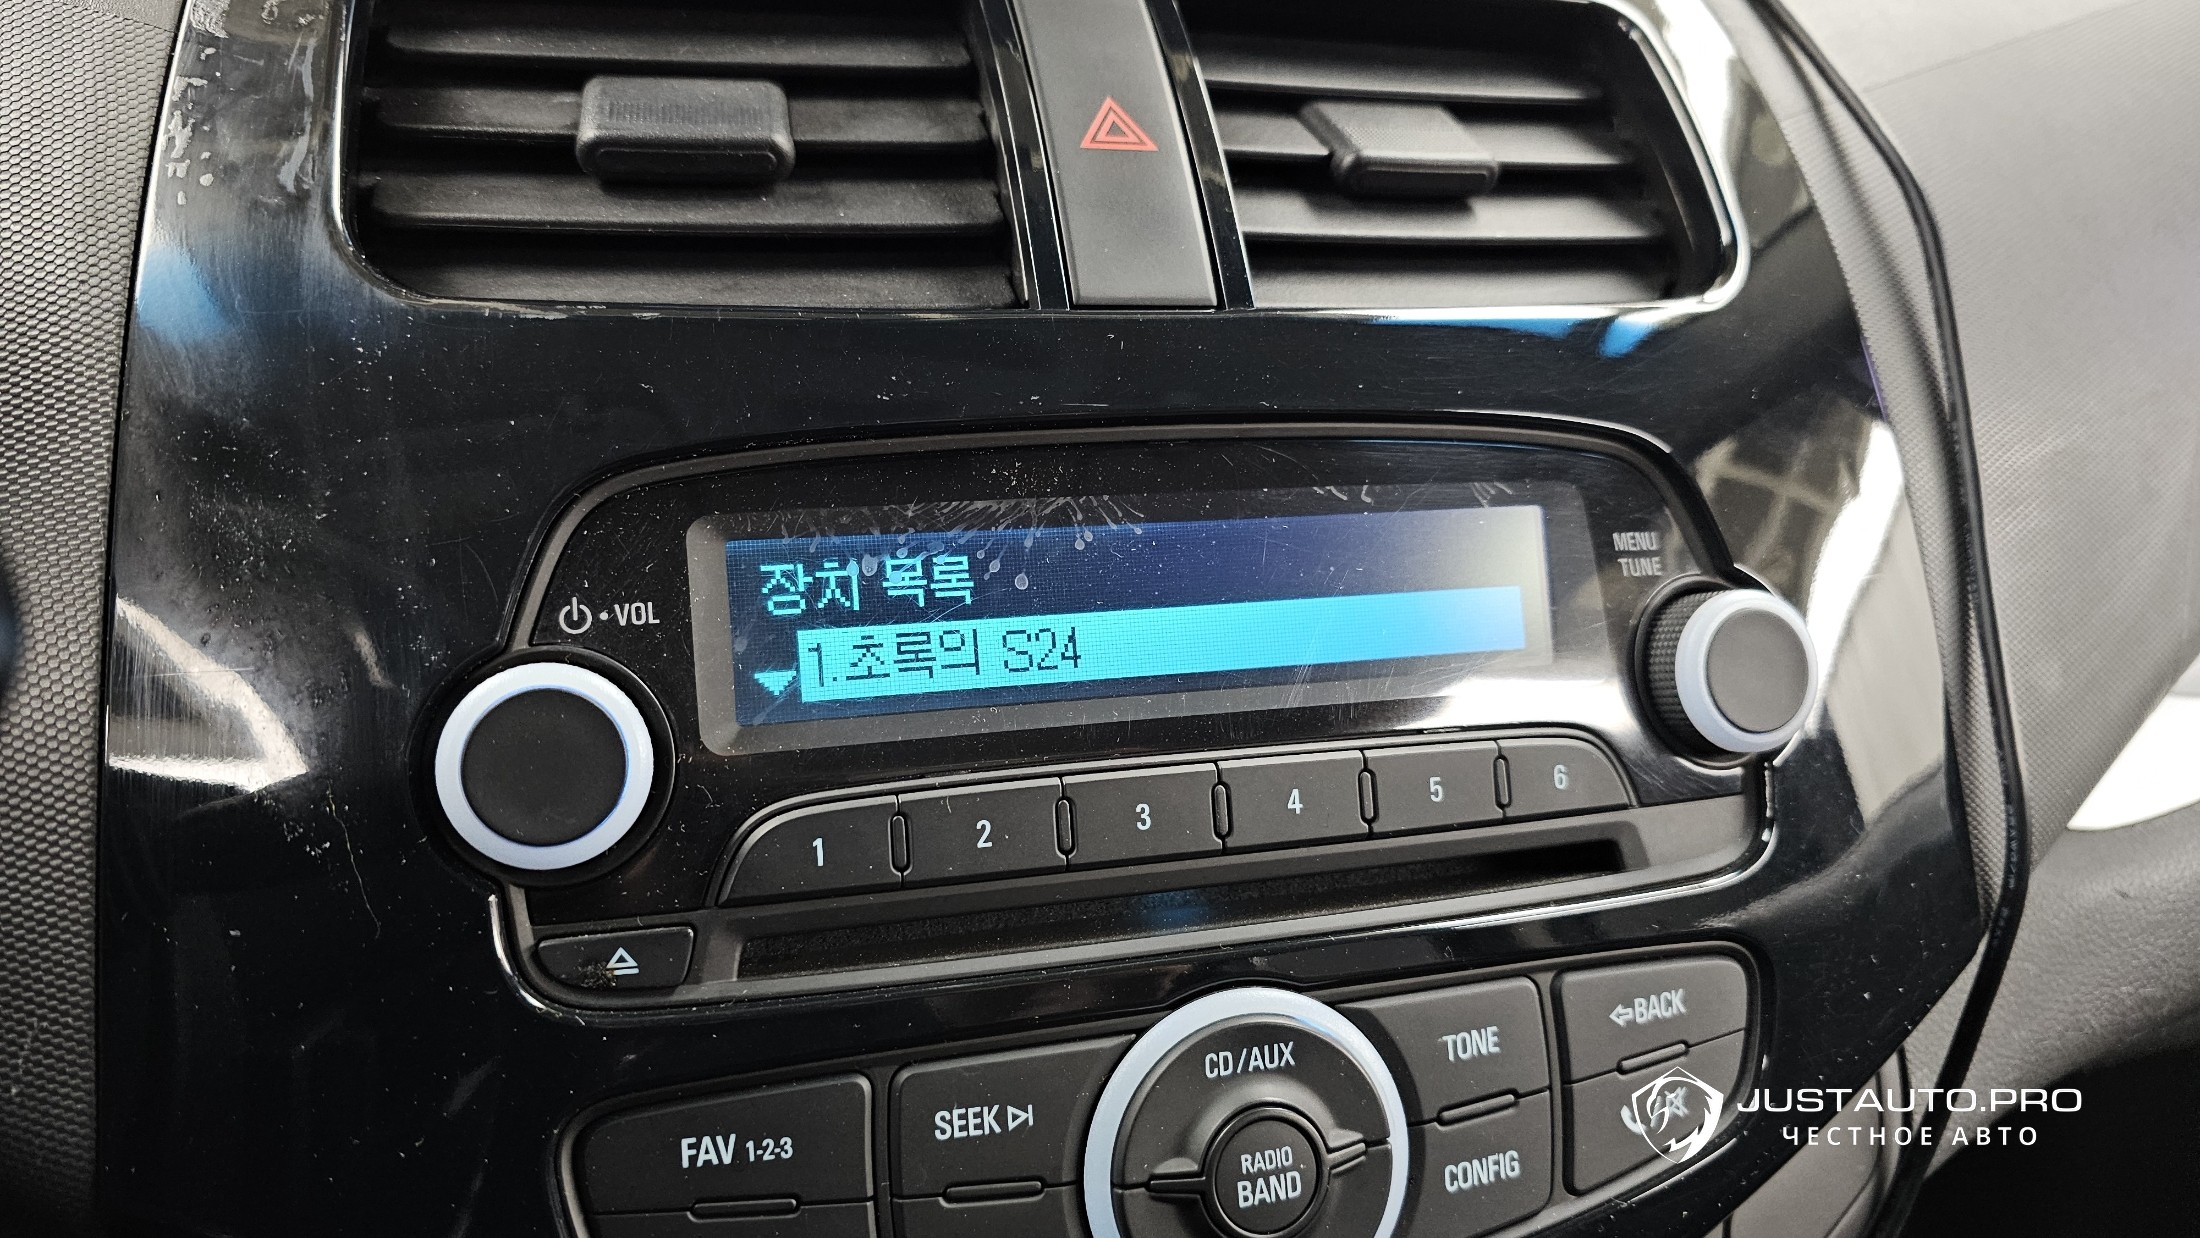 장치 목록
1.초록의 S24
VOL
MENU
TUNE
1 2 3 4 5 6
CD/AUX
TONE
BACK
FAV 1-2-3
SEEK
RADIO
BAND
CONFIG
JUSTAUTO.PRO
ЧЕСТНОЕ АВТО